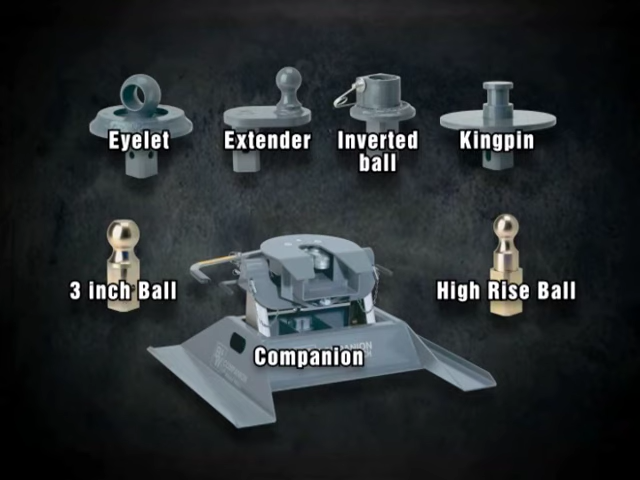 Eyelet
Extender
Inverted
ball
Kingpin
3 inch Ball
High Rise Ball
Companion